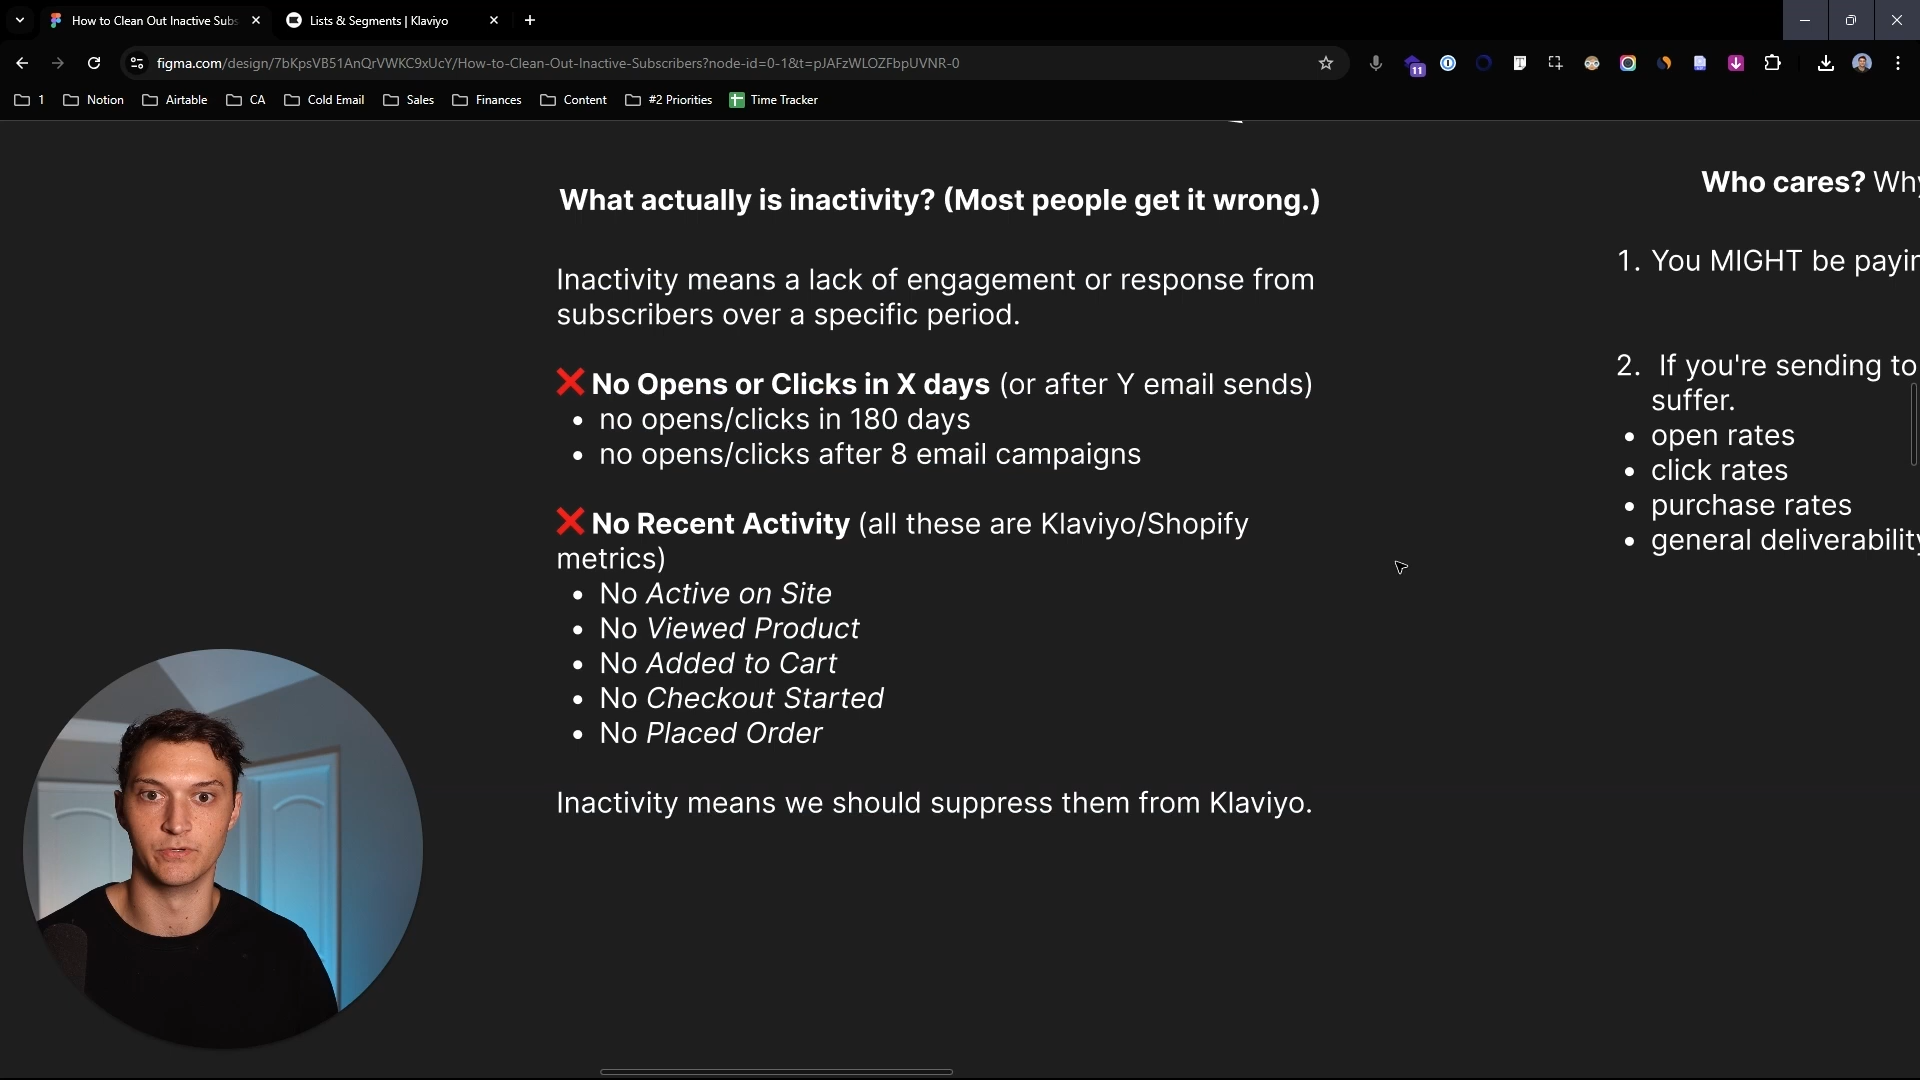 How to Clean Out Inactive Subs
Lists & Segments | Klaviyo
figma.com/design/7bKpsVB51AnQrVWKC9xUcY/How-to-Clean-Out-Inactive-Subscribers?node-id=0-1&t=pJAFzWLOZFbpUVNR-0
11
1
Notion
Airtable
CA
Cold Email
Sales
Finances
Content
#2 Priorities
Time Tracker
What actually is inactivity? (Most people get it wrong.)
Inactivity means a lack of engagement or response from
subscribers over a specific period.
❌ No Opens or Clicks in X days (or after Y email sends)
• no opens/clicks in 180 days
• no opens/clicks after 8 email campaigns
❌ No Recent Activity (all these are Klaviyo/Shopify
metrics)
• No Active on Site
• No Viewed Product
• No Added to Cart
• No Checkout Started
• No Placed Order
Inactivity means we should suppress them from Klaviyo.
Who cares? Why
1. You MIGHT be payin
2. If you're sending to
suffer.
• open rates
• click rates
• purchase rates
• general deliverability